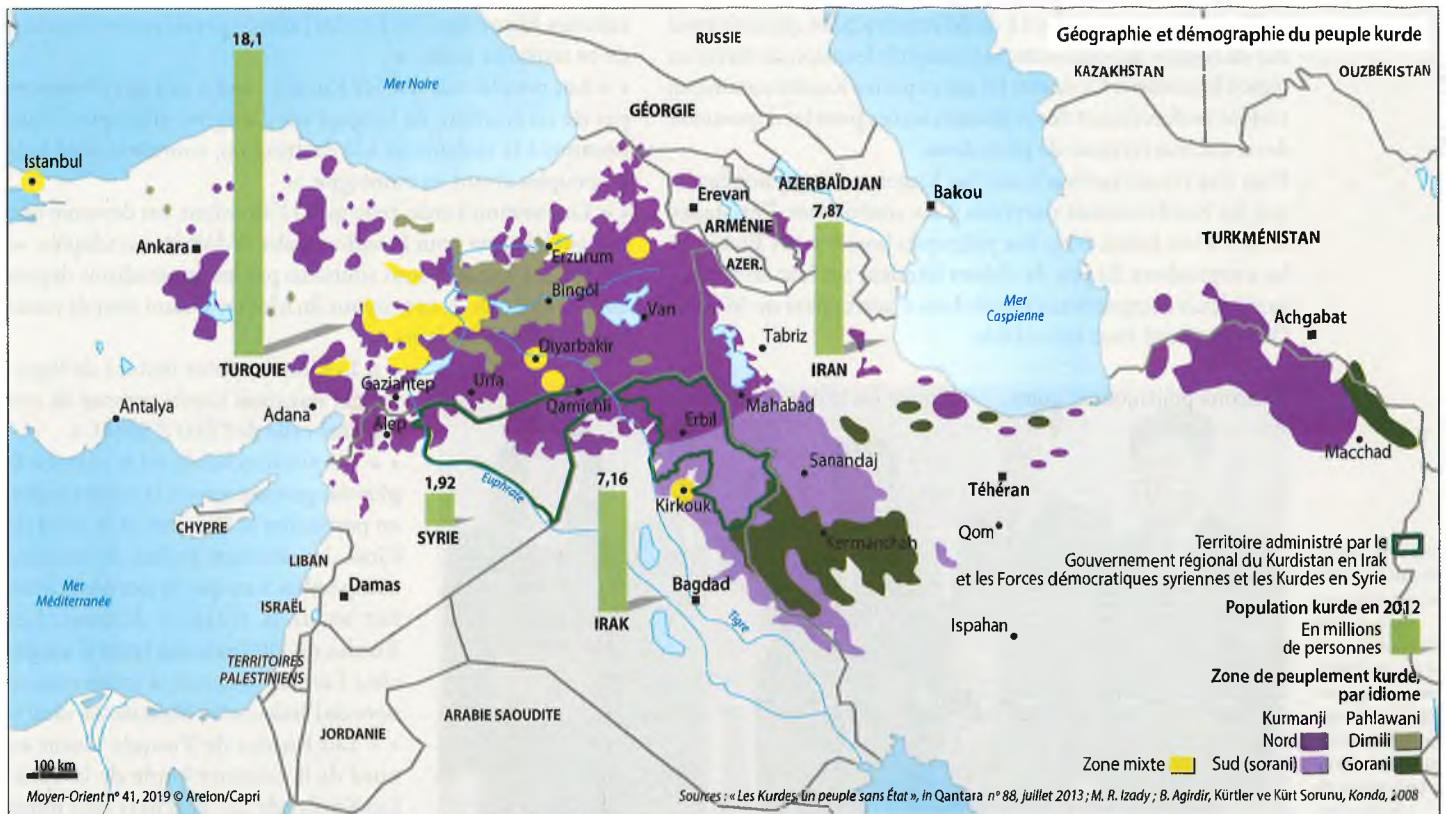 Géographie et démographie du peuple kurde
18,1
RUSSIE
Mer Noire
KAZAKHSTAN
OUZBÉKISTAN
GÉORGIE
Istanbul
Erevan
AZERBAÏDJAN
Bakou
ARMÉNIE
7,87
TURKMÉNISTAN
Ankara
Erzurum
AZER.
Bingöl
Van
Mer
Caspienne
Achgabat
Tabriz
Diyarbakir
TURQUIE
IRAN
Gaziantep
Urfa
Antalya
Adana
Qamichli
Mahabad
Alep
Erbil
Macchad
Sanandaj
1,92
Euphrate
7,16
Kirkouk
Téhéran
SYRIE
CHYPRE
Qom
Kermanchah
LIBAN
Damas
Bagdad
Mer
Méditerranée
ISRAËL
IRAK
Tigre
Ispahan
TERRITOIRES
PALESTINIENS
ARABIE SAOUDITE
JORDANIE
Territoire administré par le
Gouvernement régional du Kurdistan en Irak
et les Forces démocratiques syriennes et les Kurdes en Syrie
Population kurde en 2012
En millions
de personnes
Zone de peuplement kurde,
par idiome
Kurmanji Pahlawani
Nord Dimili
Zone mixte Sud (sorani) Gorani
100 km
Moyen-Orient n° 41, 2019 © Areion/Capri
Sources : « Les Kurdes, un peuple sans État », in Qantara n° 88, juillet 2013 ; M. R. Izady ; B. Agirdir, Kürtler ve Kürt Sorunu, Konda, 2008